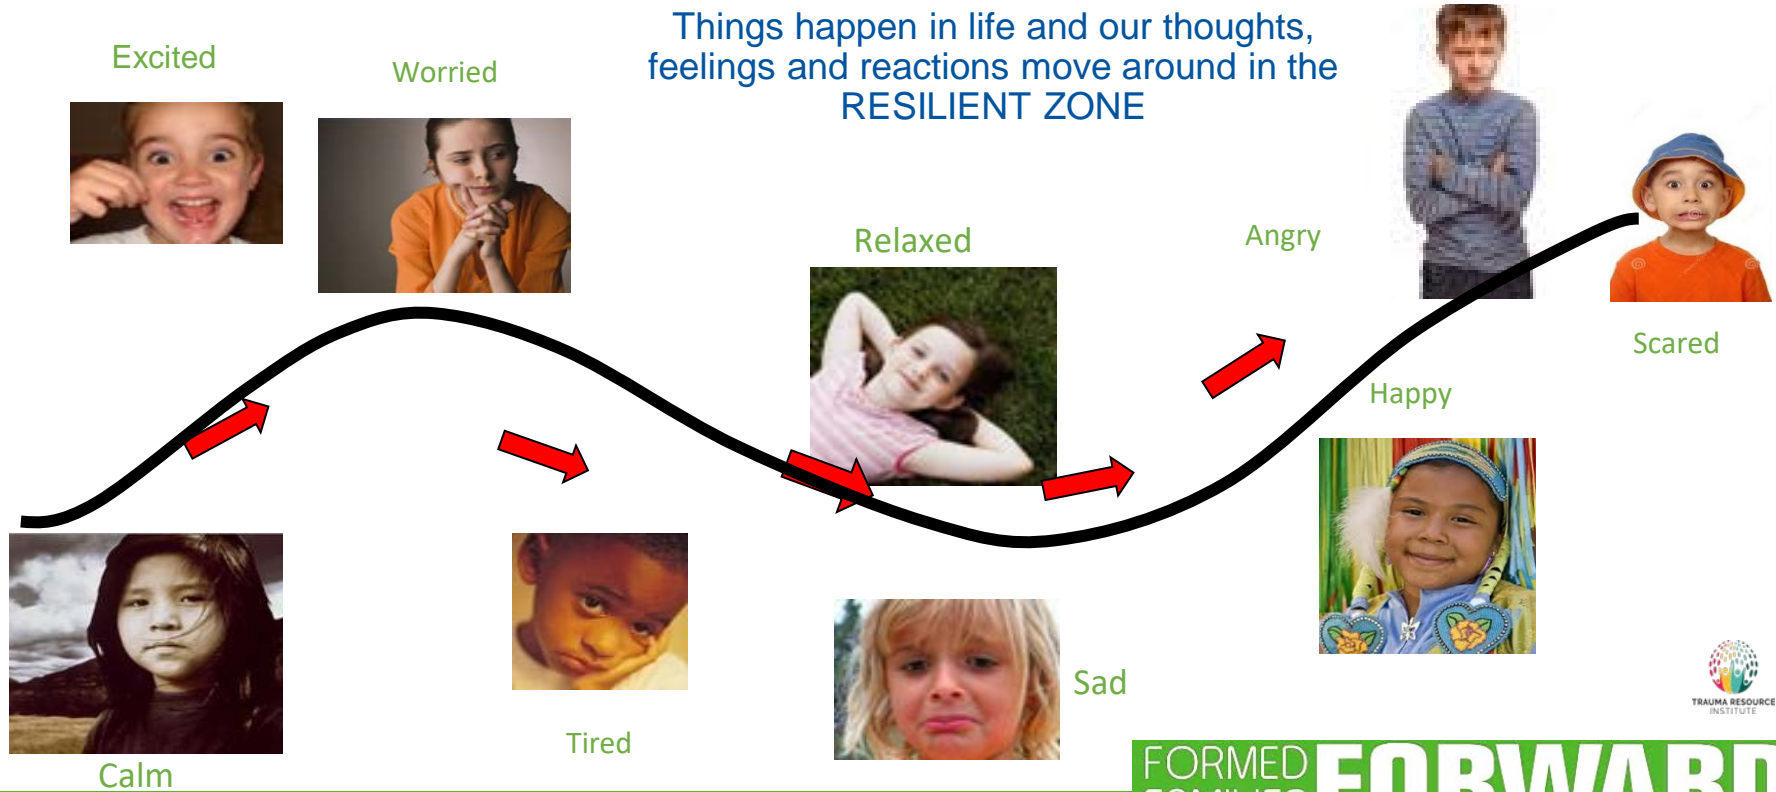 Things happen in life and our thoughts,
feelings and reactions move around in the
RESILIENT ZONE
Excited
Worried
Relaxed
Angry
Scared
Happy
Sad
Tired
Calm
TRAUMA RESOURCE
INSTITUTE
FORMED
FORWARD